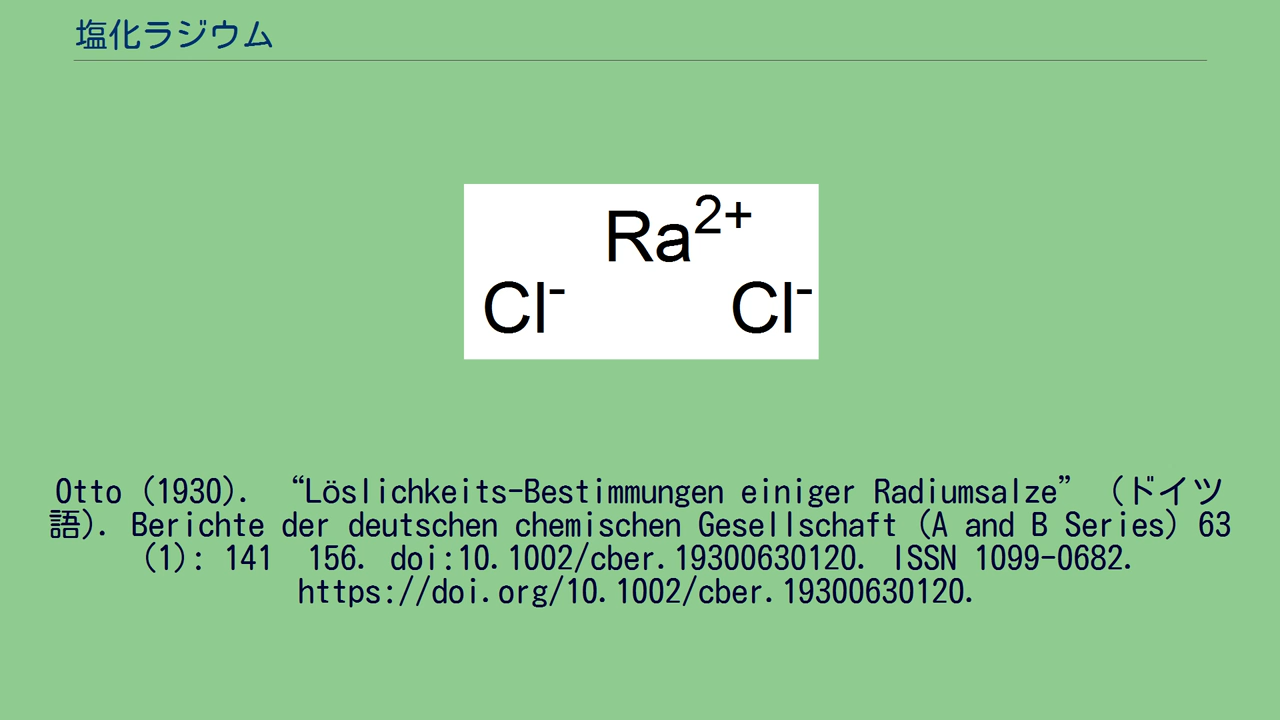 塩化ラジウム
Ra2+
Cl- Cl-
Otto (1930). “Löslichkeits-Bestimmungen einiger Radiumsalze” (ドイツ
語). Berichte der deutschen chemischen Gesellschaft (A and B Series) 63
(1): 141 156. doi:10.1002/cber.19300630120. ISSN 1099-0682.
https://doi.org/10.1002/cber.19300630120.